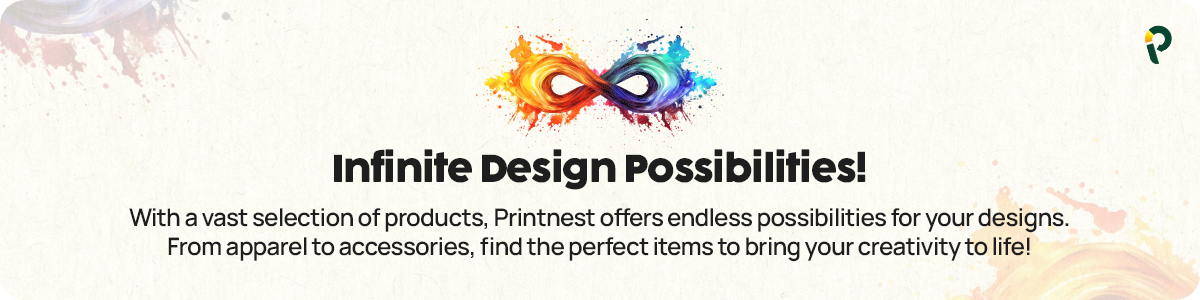 Infinite Design Possibilities!
With a vast selection of products, Printnest offers endless possibilities for your designs.
From apparel to accessories, find the perfect items to bring your creativity to life!